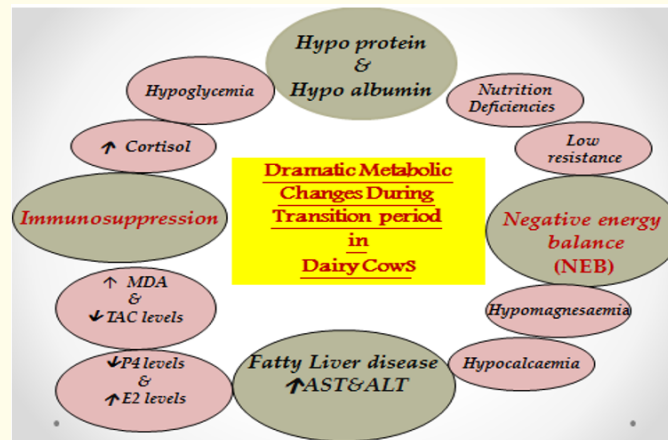 Hypo protein
&
Hypo albumin
Hypoglycemia
Nutrition
Deficiencies
↑ Cortisol
Low
resistance
Dramatic Metabolic
Changes During
Transition period
in
Dairy Cows
Immunosuppression
Negative energy
balance
(NEB)
↑ MDA
&
↓ TAC levels
Hypomagnesaemia
↓P4 levels
&
↑ E2 levels
Fatty Liver disease
↑AST&ALT
Hypocalcaemia